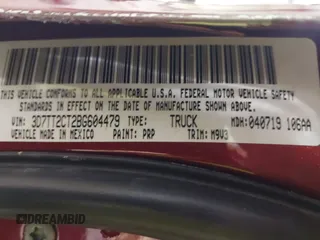 THIS VEHICLE CONFORMS TO ALL APPLICABLE U.S.A. FEDERAL MOTOR VEHICLE SAFETY
STANDARDS IN EFFECT ON THE DATE OF MANUFACTURE SHOWN ABOVE.
VIN: 3D7TT2CT2BG604479 TYPE: TRUCK MDH: 040719 106AA
VEHICLE MADE IN MEXICO PAINT: PRP TRIM: M9V3
DREAMBID